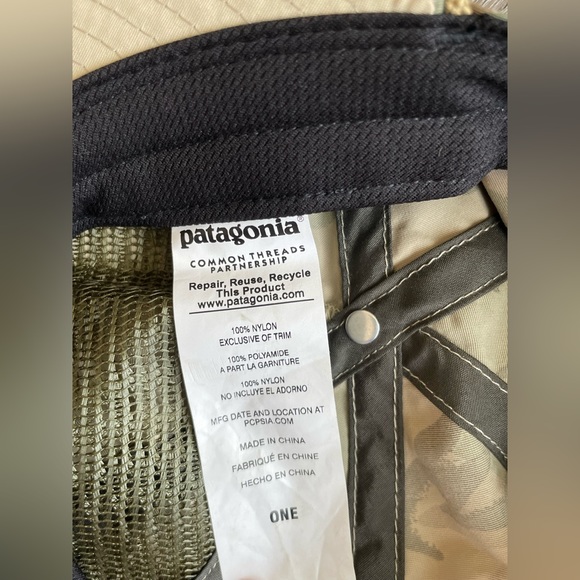 patagonia®
COMMON THREADS
PARTNERSHIP
Repair, Reuse, Recycle
This Product
www.patagonia.com
100% NYLON
EXCLUSIVE OF TRIM
100% POLYAMIDE
A PART LA GARNITURE
100% NYLON
NO INCLUYE EL ADORNO
MFG DATE AND LOCATION AT
PCPSIA.COM
MADE IN CHINA
FABRIQUÉ EN CHINE
HECHO EN CHINA
ONE